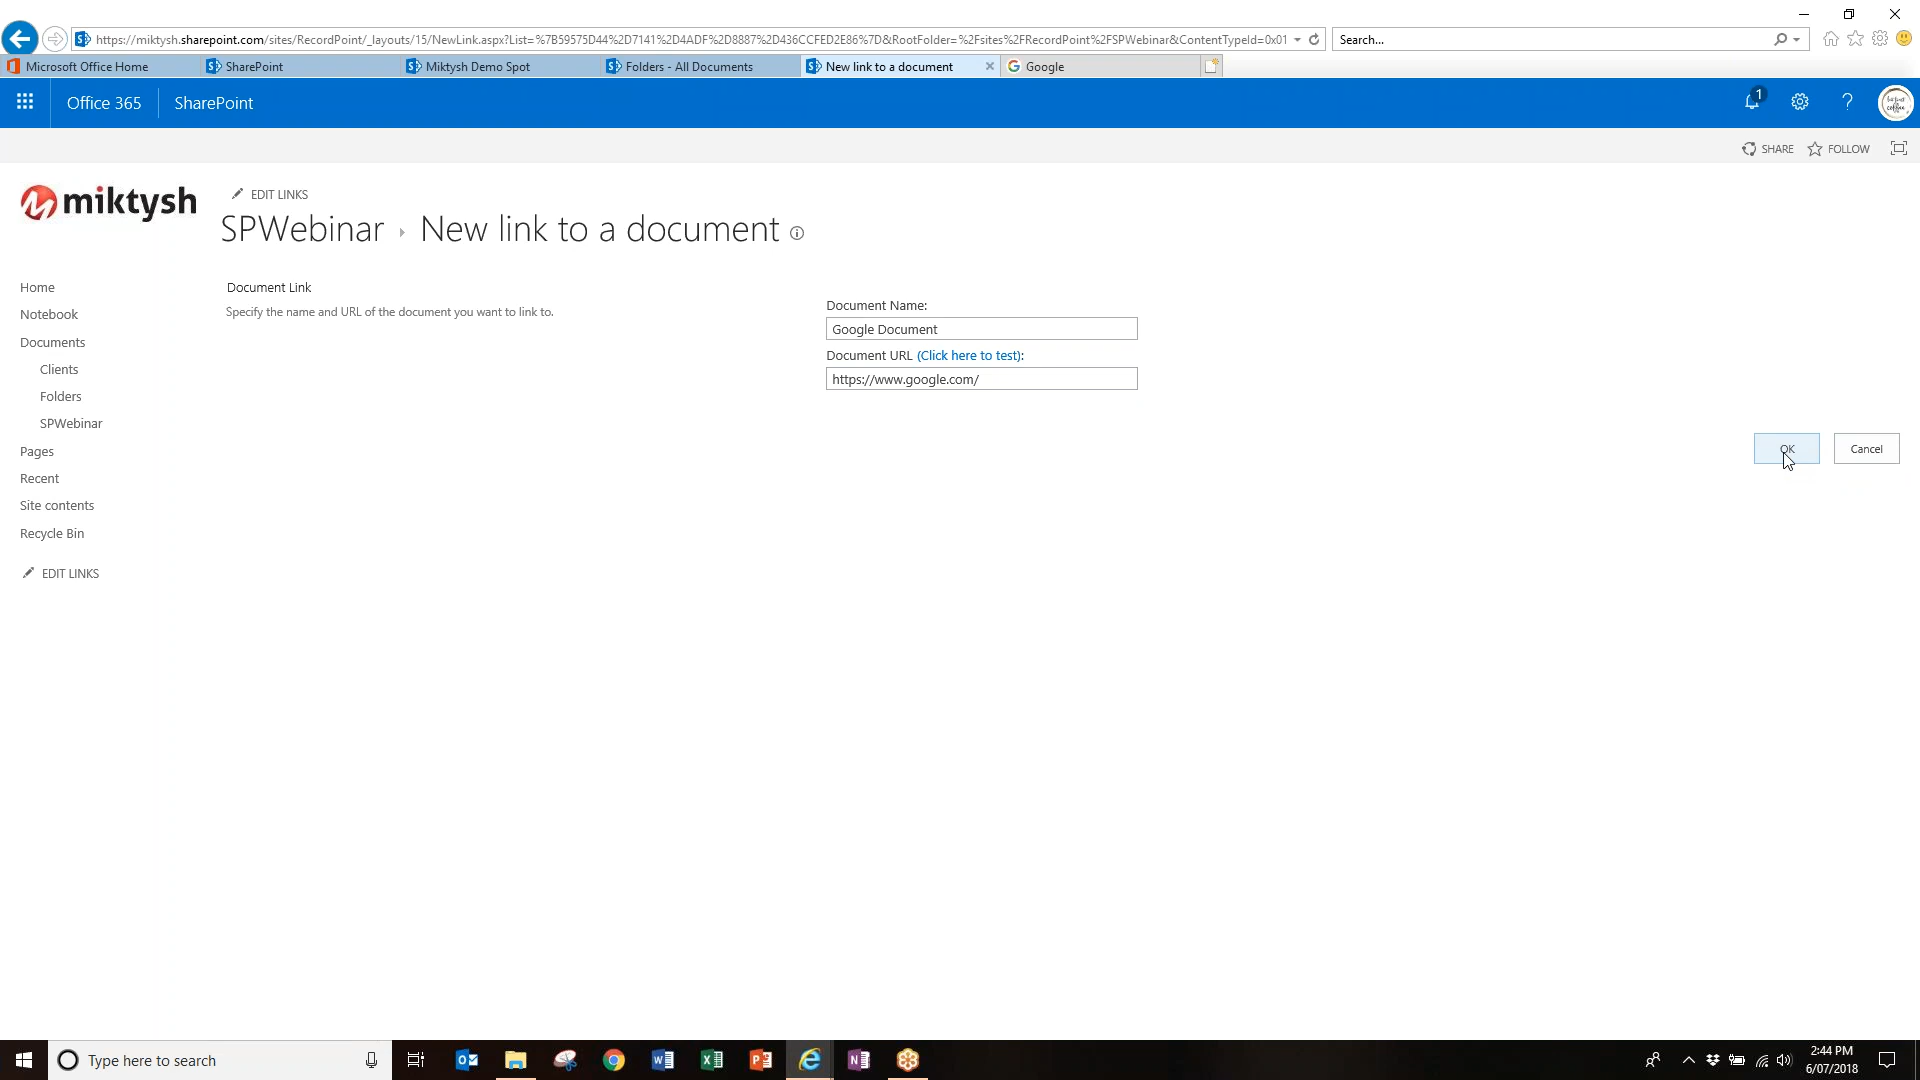 https://miktysh.sharepoint.com/sites/RecordPoint/_layouts/15/NewLink.aspx?List=%7B59575D44%2D7141%2D4ADF%2D8887%2D436CCFED2E86%7D&RootFolder=%2Fsites%2FRecordPoint%2FSPWebinar&ContentTypeId=0x01
Search...
Microsoft Office Home
SharePoint
Miktysh Demo Spot
Folders - All Documents
New link to a document
Google
Office 365
SharePoint
1
?
SHARE
FOLLOW
miktysh
EDIT LINKS
SPWebinar
New link to a document
Home
Notebook
Documents
Clients
Folders
SPWebinar
Pages
Recent
Site contents
Recycle Bin
EDIT LINKS
Document Link
Specify the name and URL of the document you want to link to.
Document Name:
Google Document
Document URL (Click here to test):
https://www.google.com/
OK
Cancel
Type here to search
2:44 PM
6/07/2018